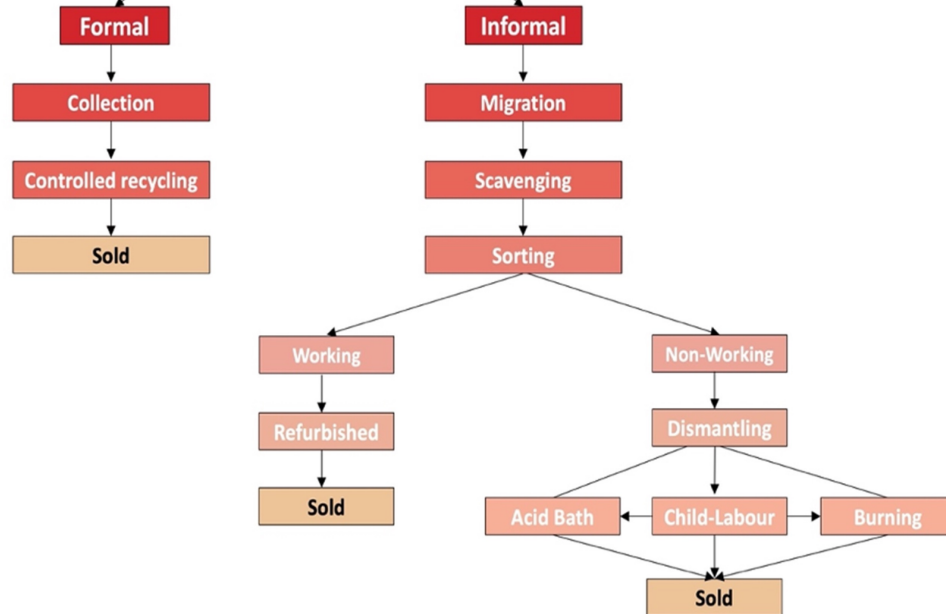 Formal
Informal
Collection
Migration
Controlled recycling
Scavenging
Sold
Sorting
Working
Non-Working
Refurbished
Dismantling
Sold
Acid Bath
Child-Labour
Burning
Sold